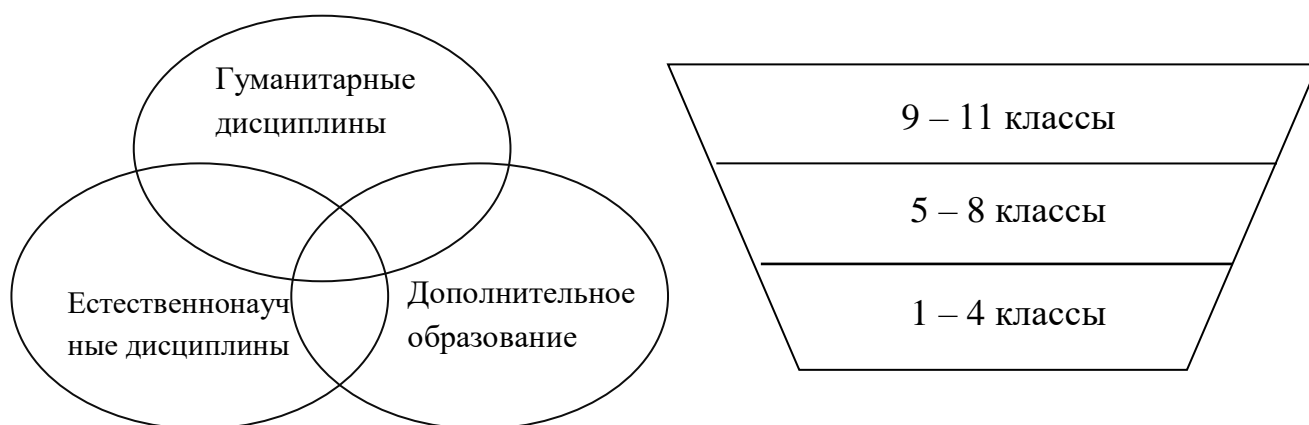 Гуманитарные
дисциплины
Естественнонауч
ные дисциплины
Дополнительное
образование
9 – 11 классы
5 – 8 классы
1 – 4 классы